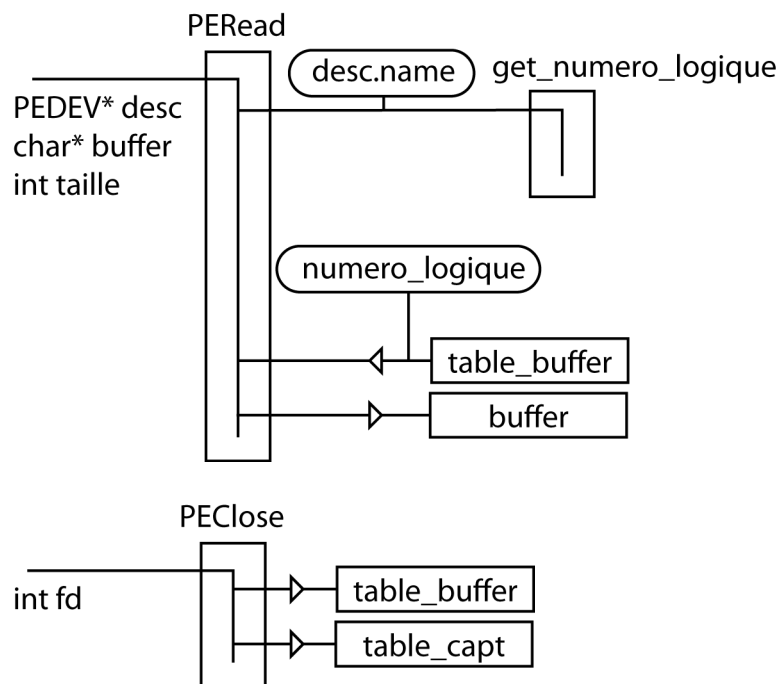 PERead
desc.name
get_numero_logique
PEDEV* desc
char* buffer
int taille
numero_logique
table_buffer
buffer
PEClose
int fd
table_buffer
table_capt